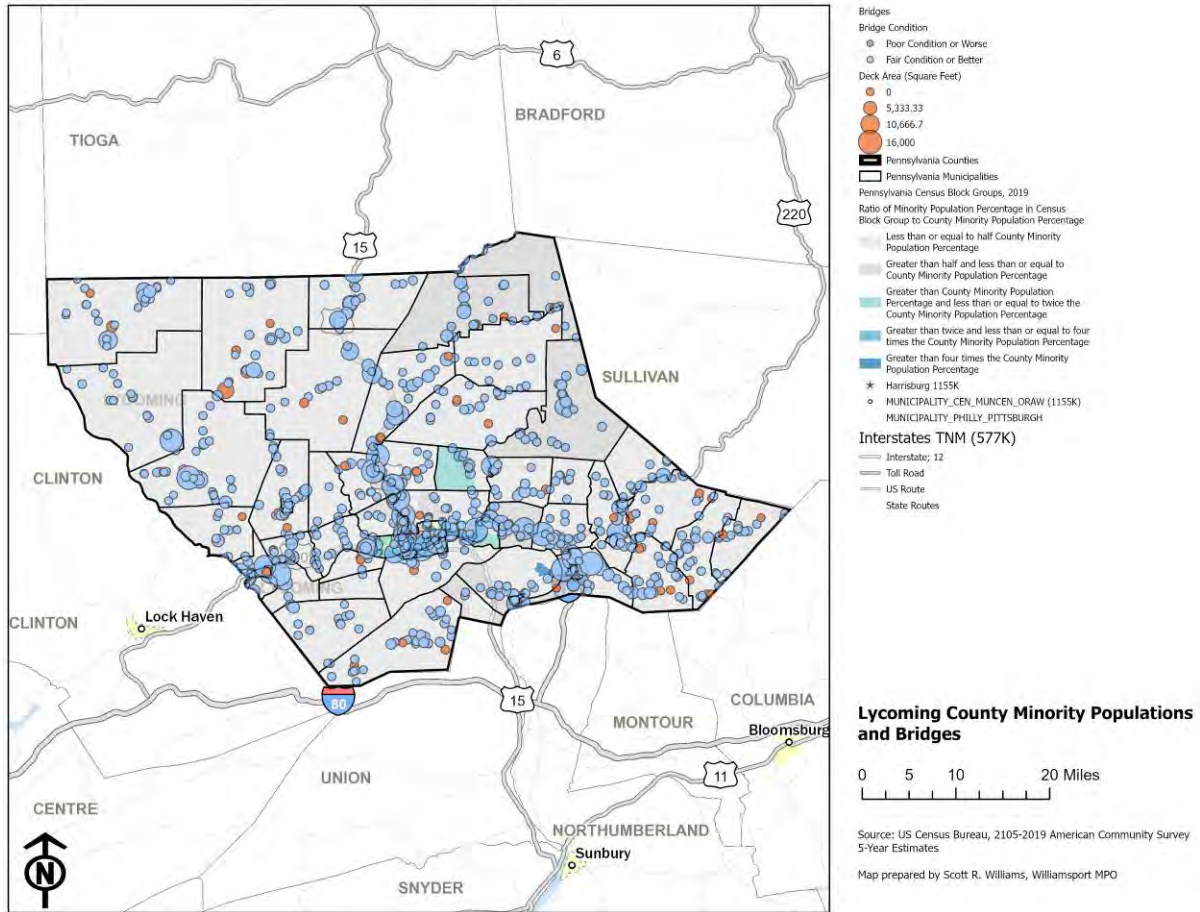 6
BRADFORD
TIOGA
220
15
SULLIVAN
CLINTON
Lock Haven
CLINTON
80
15
COLUMBIA
MONTOUR
Bloomsburg
UNION
11
CENTRE
NORTHUMBERLAND
Sunbury
SNYDER
N
Bridges
Bridge Condition
Poor Condition or Worse
Fair Condition or Better
Deck Area (Square Feet)
0
5,333.33
10,666.7
16,000
Pennsylvania Counties
Pennsylvania Municipalities
Pennsylvania Census Block Groups, 2019
Ratio of Minority Population Percentage in Census
Block Group to County Minority Population Percentage
Less than or equal to half County Minority
Population Percentage
Greater than half and less than or equal to
County Minority Population Percentage
Greater than County Minority Population
Percentage and less than or equal to twice the
County Minority Population Percentage
Greater than twice and less than or equal to four
times the County Minority Population Percentage
Greater than four times the County Minority
Population Percentage
Harrisburg 1155K
MUNICIPALITY_CEN_MUNCEN_ORAW (1155K)
MUNICIPALITY_PHILLY_PITTSBURGH
Interstates TNM (577K)
Interstate; 12
Toll Road
US Route
State Routes
Lycoming County Minority Populations
and Bridges
0 5 10 20 Miles
Source: US Census Bureau, 2105-2019 American Community Survey
5-Year Estimates
Map prepared by Scott R. Williams, Williamsport MPO